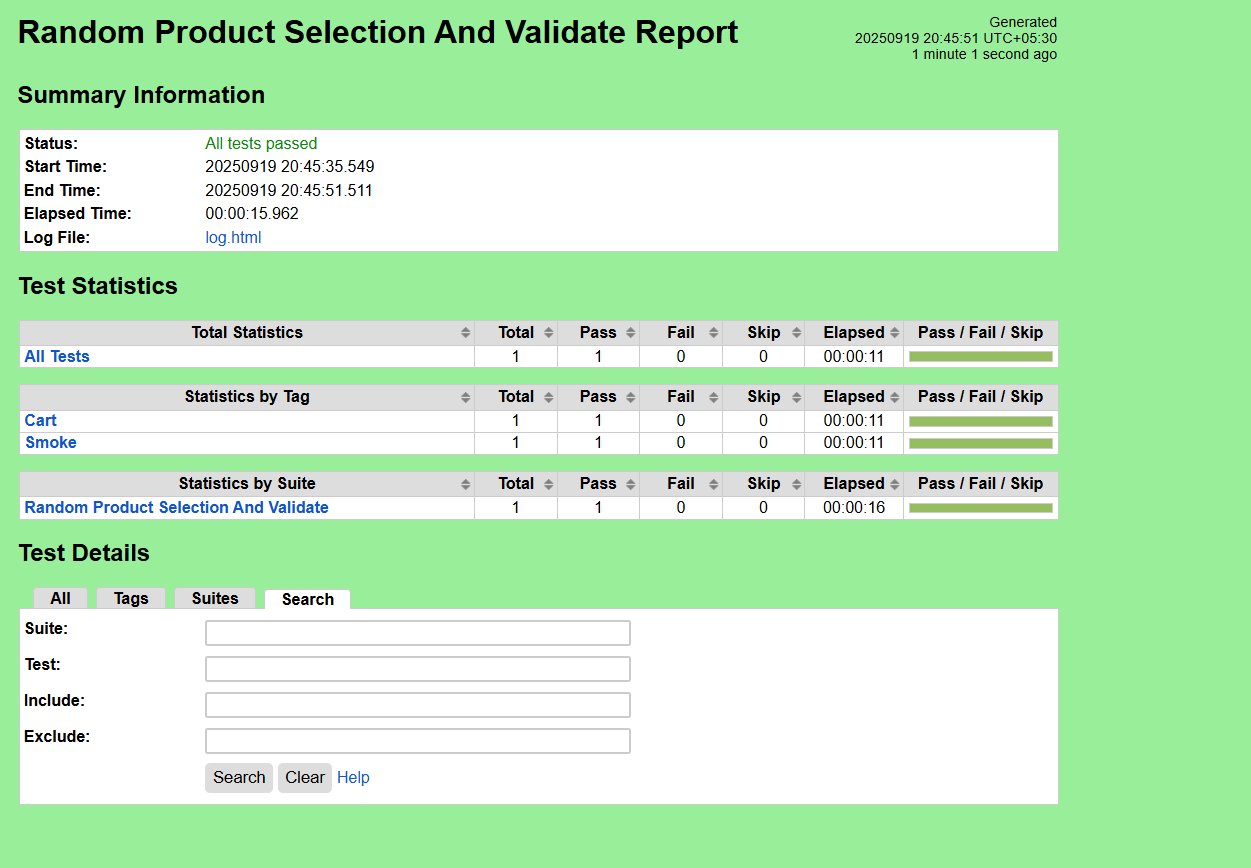 Random Product Selection And Validate Report
Generated
20250919 20:45:51 UTC+05:30
1 minute 1 second ago
Summary Information
Status: All tests passed
Start Time: 20250919 20:45:35.549
End Time: 20250919 20:45:51.511
Elapsed Time: 00:00:15.962
Log File: log.html
Test Statistics
Total Statistics Total Pass Fail Skip Elapsed Pass / Fail / Skip
All Tests 1 1 0 0 00:00:11
Statistics by Tag Total Pass Fail Skip Elapsed Pass / Fail / Skip
Cart 1 1 0 0 00:00:11
Smoke 1 1 0 0 00:00:11
Statistics by Suite Total Pass Fail Skip Elapsed Pass / Fail / Skip
Random Product Selection And Validate 1 1 0 0 00:00:16
Test Details
All Tags Suites Search
Suite:
Test:
Include:
Exclude:
Search Clear Help